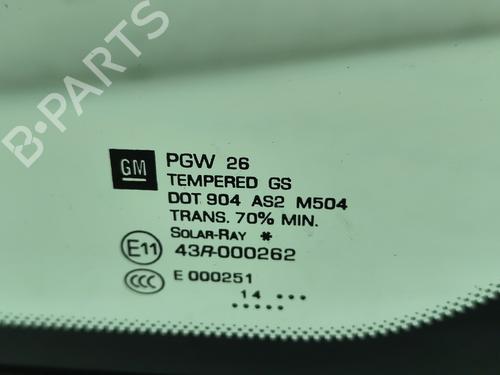 B-PARTS
GM
PGW 26
TEMPERED GS
DOT 904 AS2 M504
TRANS. 70% MIN.
SOLAR-RAY *
E11 43R-000262
CCC E 000251
14 ...
.....